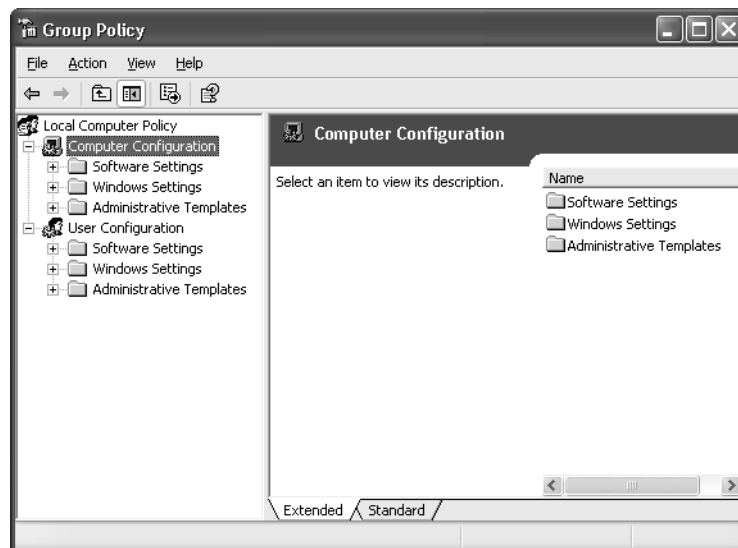 Group Policy
File Action View Help
Local Computer Policy
Computer Configuration
Software Settings
Windows Settings
Administrative Templates
User Configuration
Software Settings
Windows Settings
Administrative Templates
Computer Configuration
Select an item to view its description.
Name
Software Settings
Windows Settings
Administrative Templates
Extended Standard